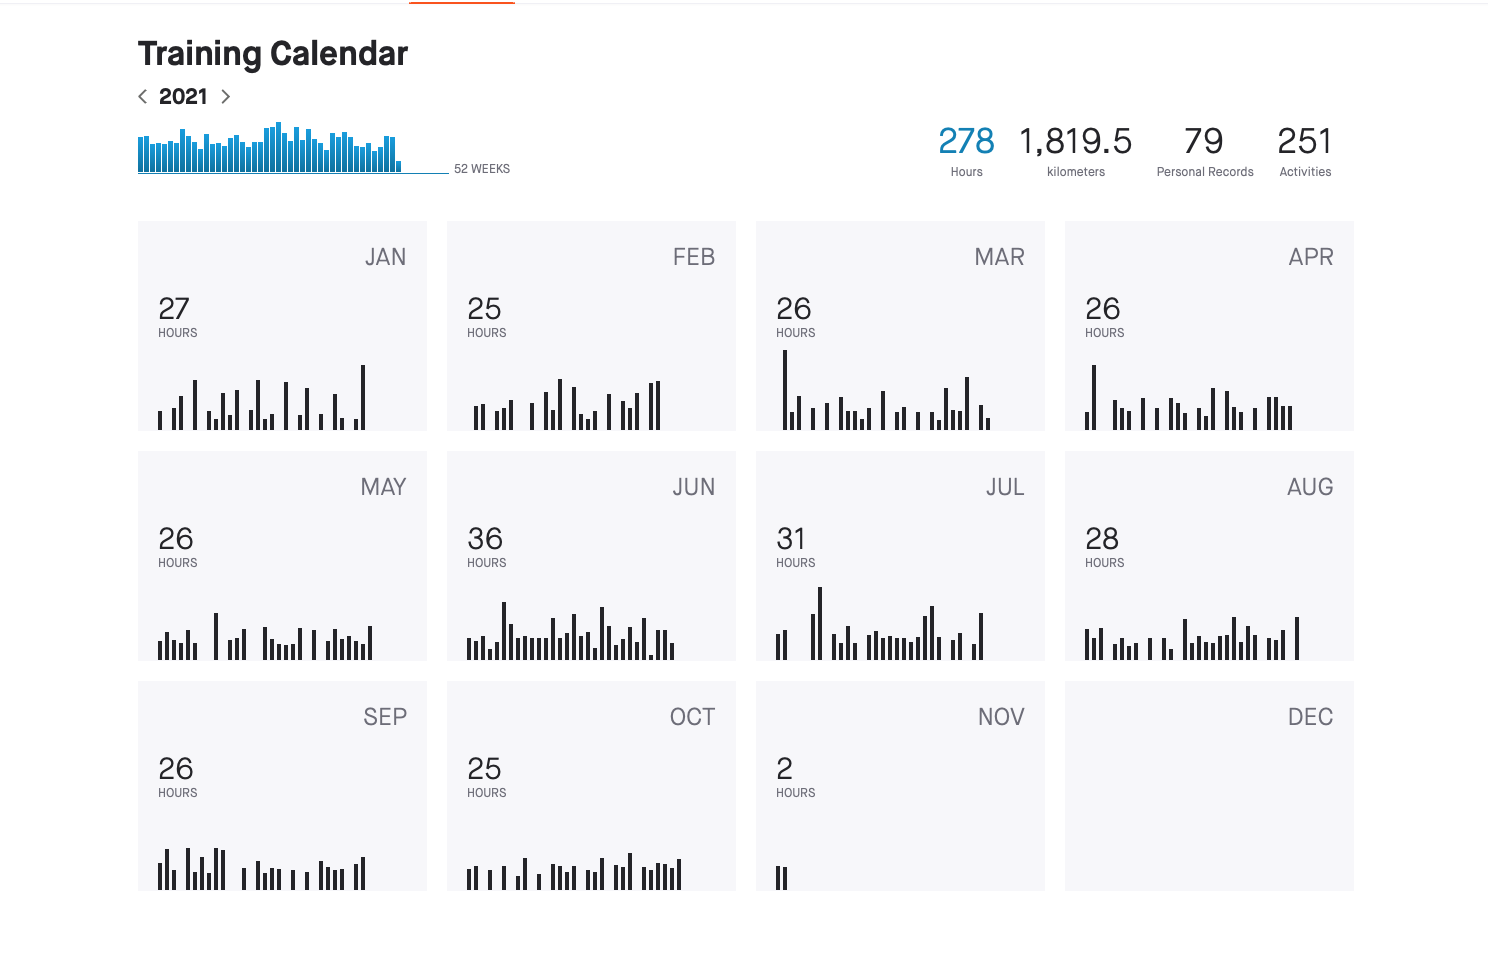 Training Calendar
2021
52 WEEKS
278 1,819.5 79 251
Hours kilometers Personal Records Activities
JAN
27
HOURS
FEB
25
HOURS
MAR
26
HOURS
APR
26
HOURS
MAY
26
HOURS
JUN
36
HOURS
JUL
31
HOURS
AUG
28
HOURS
SEP
26
HOURS
OCT
25
HOURS
NOV
2
HOURS
DEC